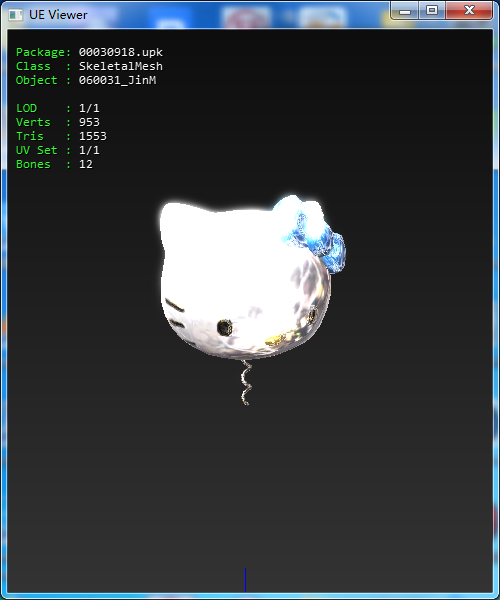 UE Viewer
Package: 00030918.upk
Class : SkeletalMesh
Object : 060031_JinM
LOD : 1/1
Verts : 953
Tris : 1553
UV Set : 1/1
Bones : 12